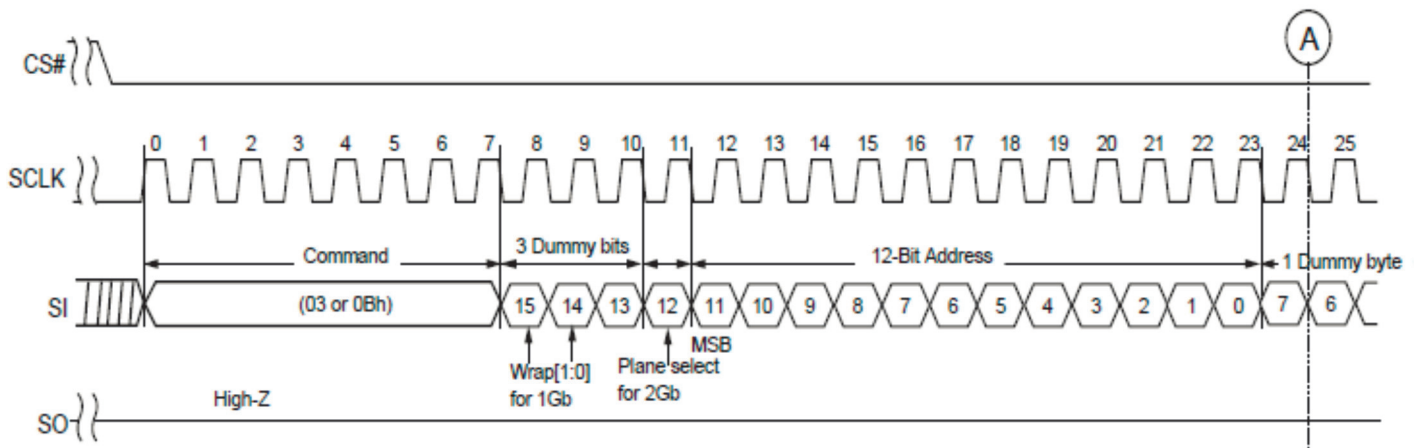 A
CS#
0 1 2 3 4 5 6 7 8 9 10 11 12 13 14 15 16 17 18 19 20 21 22 23 24 25
SCLK
Command 3 Dummy bits 12-Bit Address 1 Dummy byte
SI (03 or 0Bh) 15 14 13 12 11 10 9 8 7 6 5 4 3 2 1 0 7 6
MSB
Wrap[1:0] Plane select
for 1Gb for 2Gb
High-Z
SO